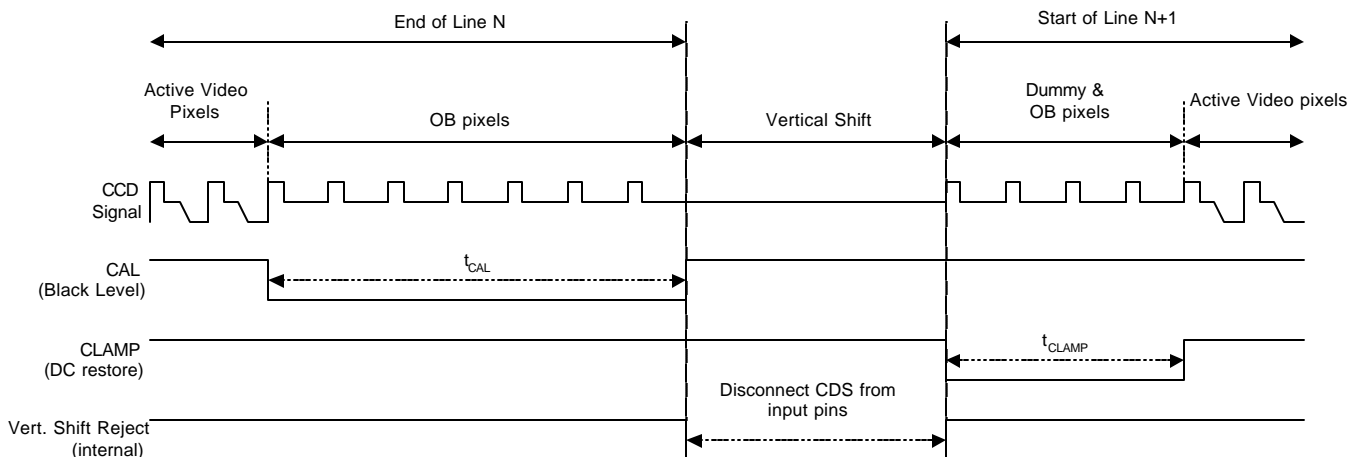 End of Line N
Start of Line N+1
Active Video
Pixels
OB pixels
Vertical Shift
Dummy &
OB pixels
Active Video pixels
CCD
Signal
CAL
(Black Level)
tCAL
CLAMP
(DC restore)
tCLAMP
Disconnect CDS from
input pins
Vert. Shift Reject
(internal)